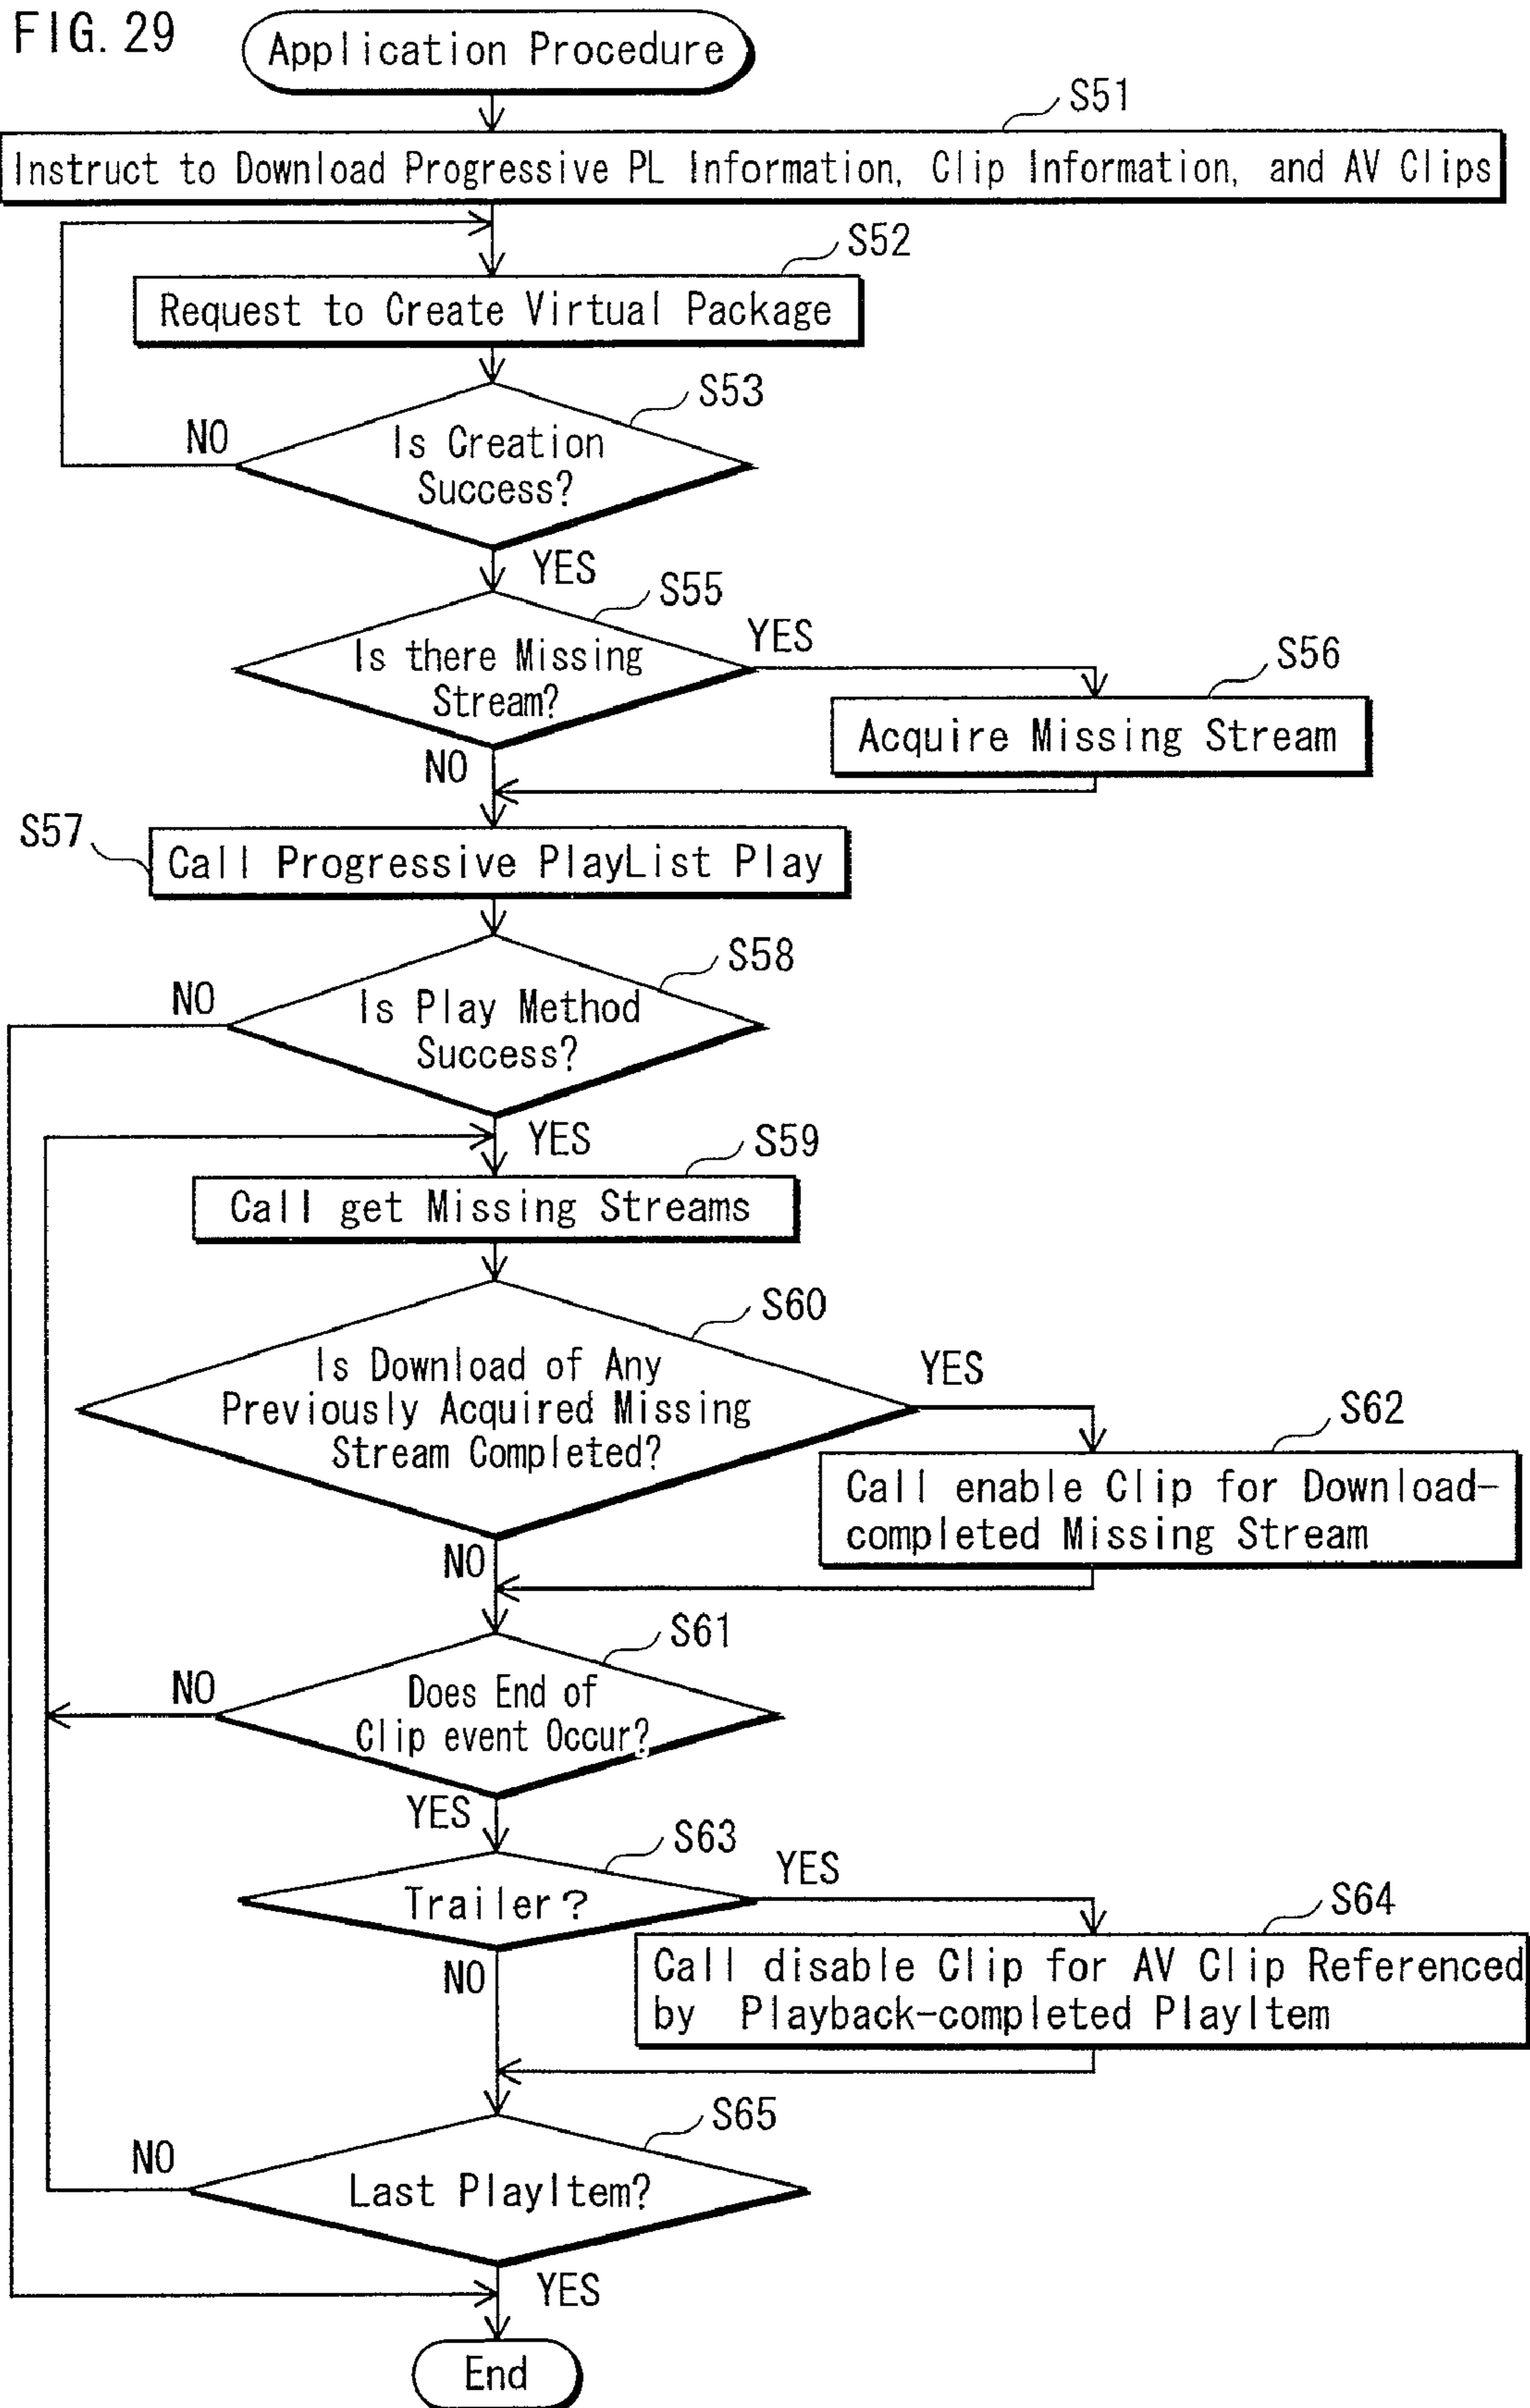 FIG. 29
Application Procedure
S51
Instruct to Download Progressive PL Information, Clip Information, and AV Clips
S52
Request to Create Virtual Package
S53
NO
Is Creation
Success?
YES
S55
YES
Is there Missing
Stream?
S56
Acquire Missing Stream
NO
S57
Call Progressive PlayList Play
S58
NO
Is Play Method
Success?
YES
S59
Call get Missing Streams
S60
Is Download of Any
Previously Acquired Missing
Stream Completed?
YES
S62
Call enable Clip for Download-
completed Missing Stream
NO
S61
NO
Does End of
Clip event Occur?
YES
S63
YES
Trailer?
S64
Call disable Clip for AV Clip Referenced
by Playback-completed PlayItem
NO
S65
NO
Last PlayItem?
YES
End